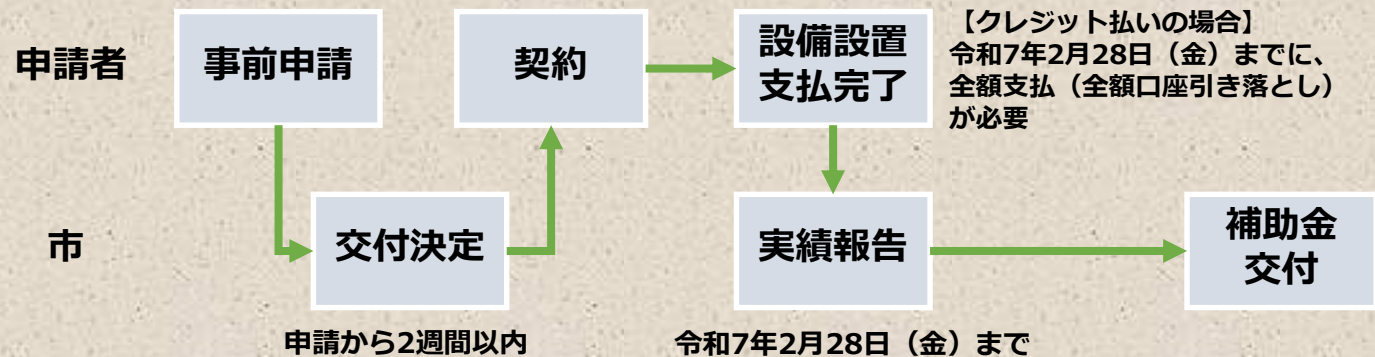 申請者
事前申請
契約
設備設置
支払完了
【クレジット払いの場合】
令和7年2月28日（金）までに、
全額支払（全額口座引き落とし）
が必要
市
交付決定
実績報告
補助金
交付
申請から2週間以内
令和7年2月28日（金）まで